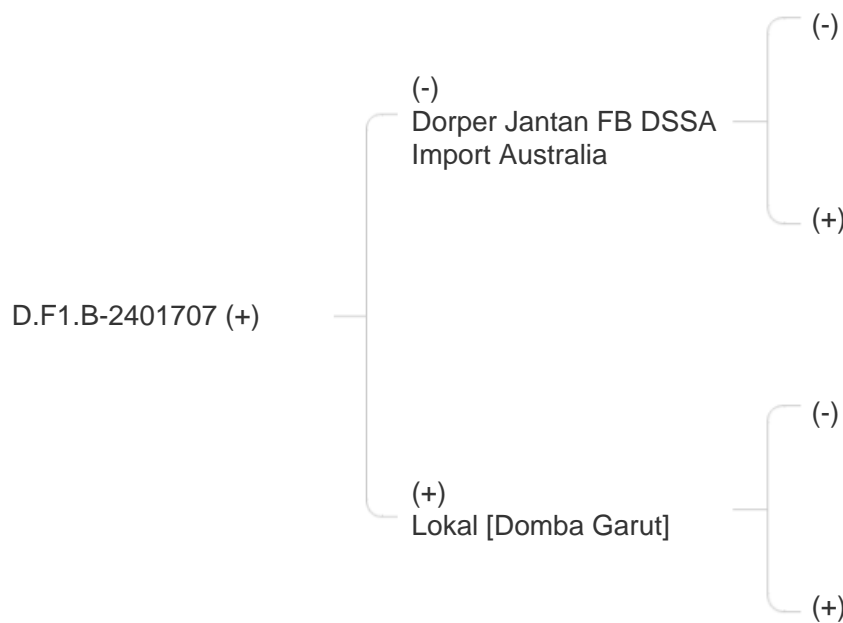 (-)
(-)
Dorper Jantan FB DSSA
Import Australia
(+)
D.F1.B-2401707 (+)
(-)
(+)
Lokal [Domba Garut]
(+)